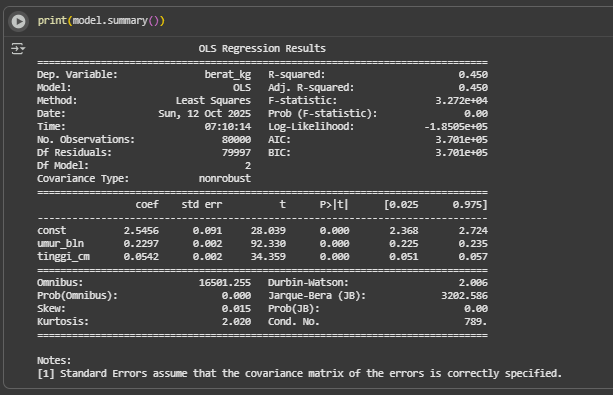 print(model.summary())
OLS Regression Results
==============================================================================
Dep. Variable: berat_kg R-squared: 0.450
Model: OLS Adj. R-squared: 0.450
Method: Least Squares F-statistic: 3.272e+04
Date: Sun, 12 Oct 2025 Prob (F-statistic): 0.00
Time: 07:10:14 Log-Likelihood: -1.8505e+05
No. Observations: 80000 AIC: 3.701e+05
Df Residuals: 79997 BIC: 3.701e+05
Df Model: 2
Covariance Type: nonrobust
==============================================================================
coef std err t P>|t| [0.025 0.975]
------------------------------------------------------------------------------
const 2.5456 0.091 28.039 0.000 2.368 2.724
umur_bln 0.2297 0.002 92.330 0.000 0.225 0.235
tinggi_cm 0.0542 0.002 34.359 0.000 0.051 0.057
==============================================================================
Omnibus: 16501.255 Durbin-Watson: 2.006
Prob(Omnibus): 0.000 Jarque-Bera (JB): 3202.586
Skew: 0.015 Prob(JB): 0.00
Kurtosis: 2.020 Cond. No. 789.
==============================================================================
Notes:
[1] Standard Errors assume that the covariance matrix of the errors is correctly specified.